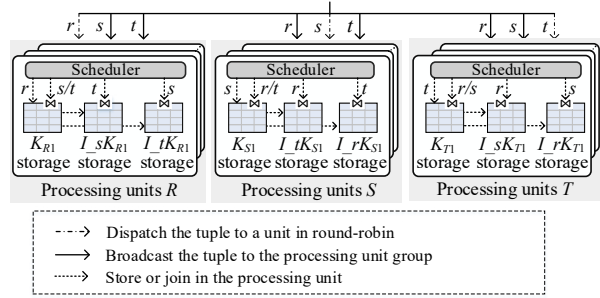 r s t r s t r s t
Scheduler Scheduler Scheduler
r s/t t s s r/t r t t r/s r s
K_R1 I_sK_R1 I_tK_R1 K_S1 I_tK_S1 I_rK_S1 K_T1 I_sK_T1 I_rK_T1
storage storage storage storage storage storage storage storage storage
Processing units R Processing units S Processing units T
Dispatch the tuple to a unit in round-robin
Broadcast the tuple to the processing unit group
Store or join in the processing unit